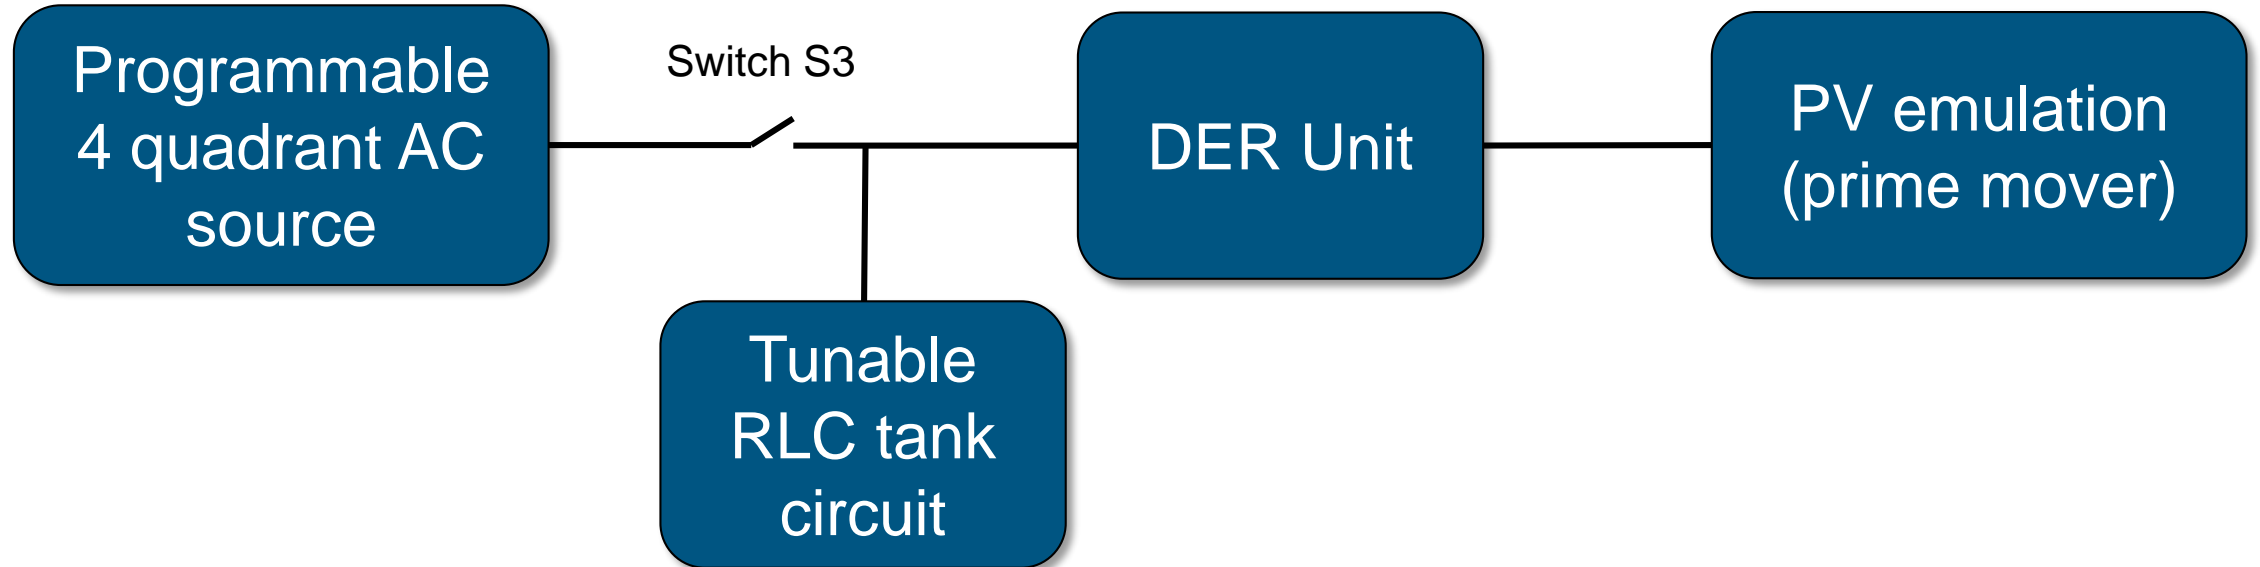 Programmable
4 quadrant AC
source
Switch S3
DER Unit
PV emulation
(prime mover)
Tunable
RLC tank
circuit